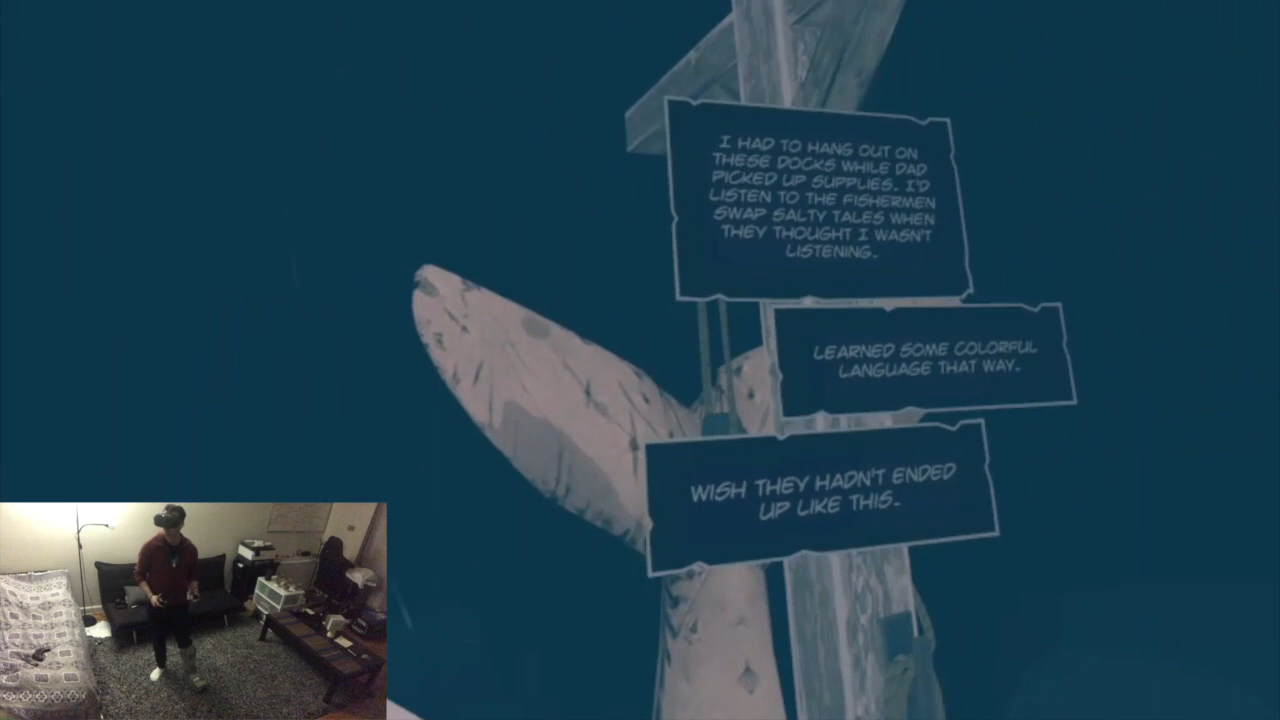 I HAD TO HANG OUT ON
THESE DOCKS WHILE DAD
PICKED UP SUPPLIES. I'D
LISTEN TO THE FISHERMEN
SWAP SALTY TALES WHEN
THEY THOUGHT I WASN'T
LISTENING.
LEARNED SOME COLORFUL
LANGUAGE THAT WAY.
WISH THEY HADN'T ENDED
UP LIKE THIS.